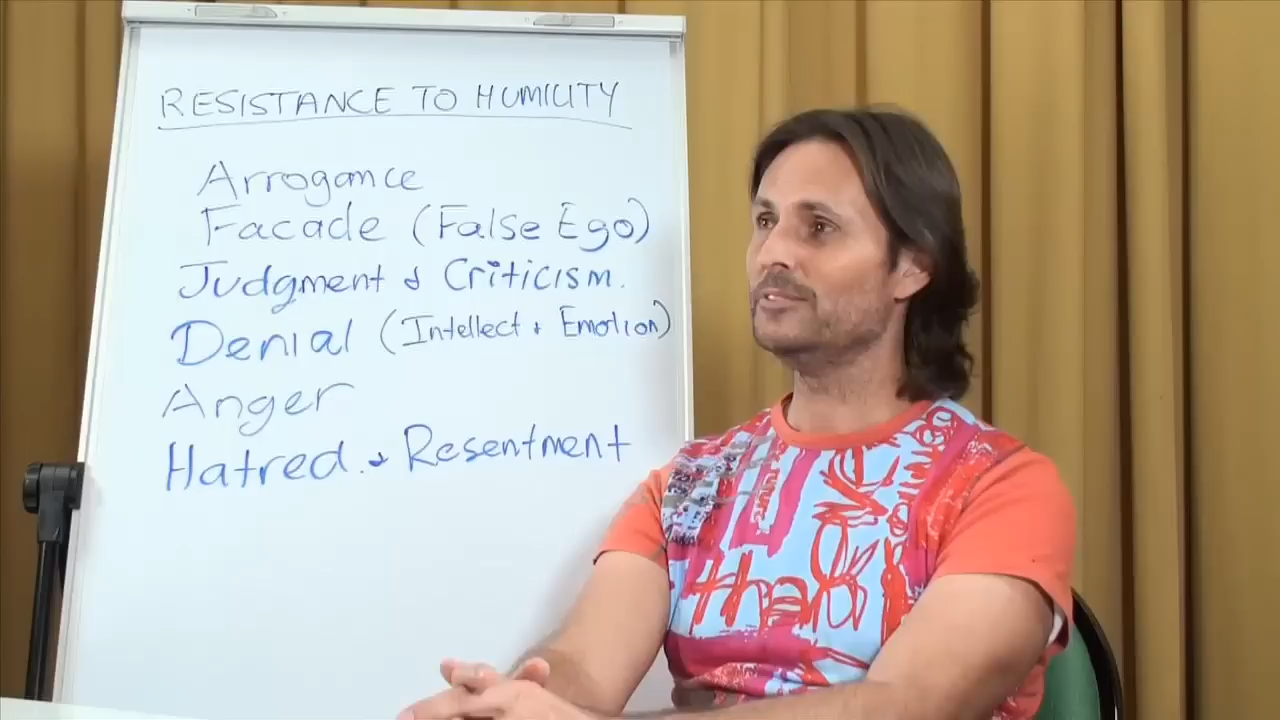 RESISTANCE TO HUMILITY
Arrogance
Facade (False Ego)
Judgment & Criticism.
Denial (Intellect + Emotion)
Anger
Hatred. & Resentment